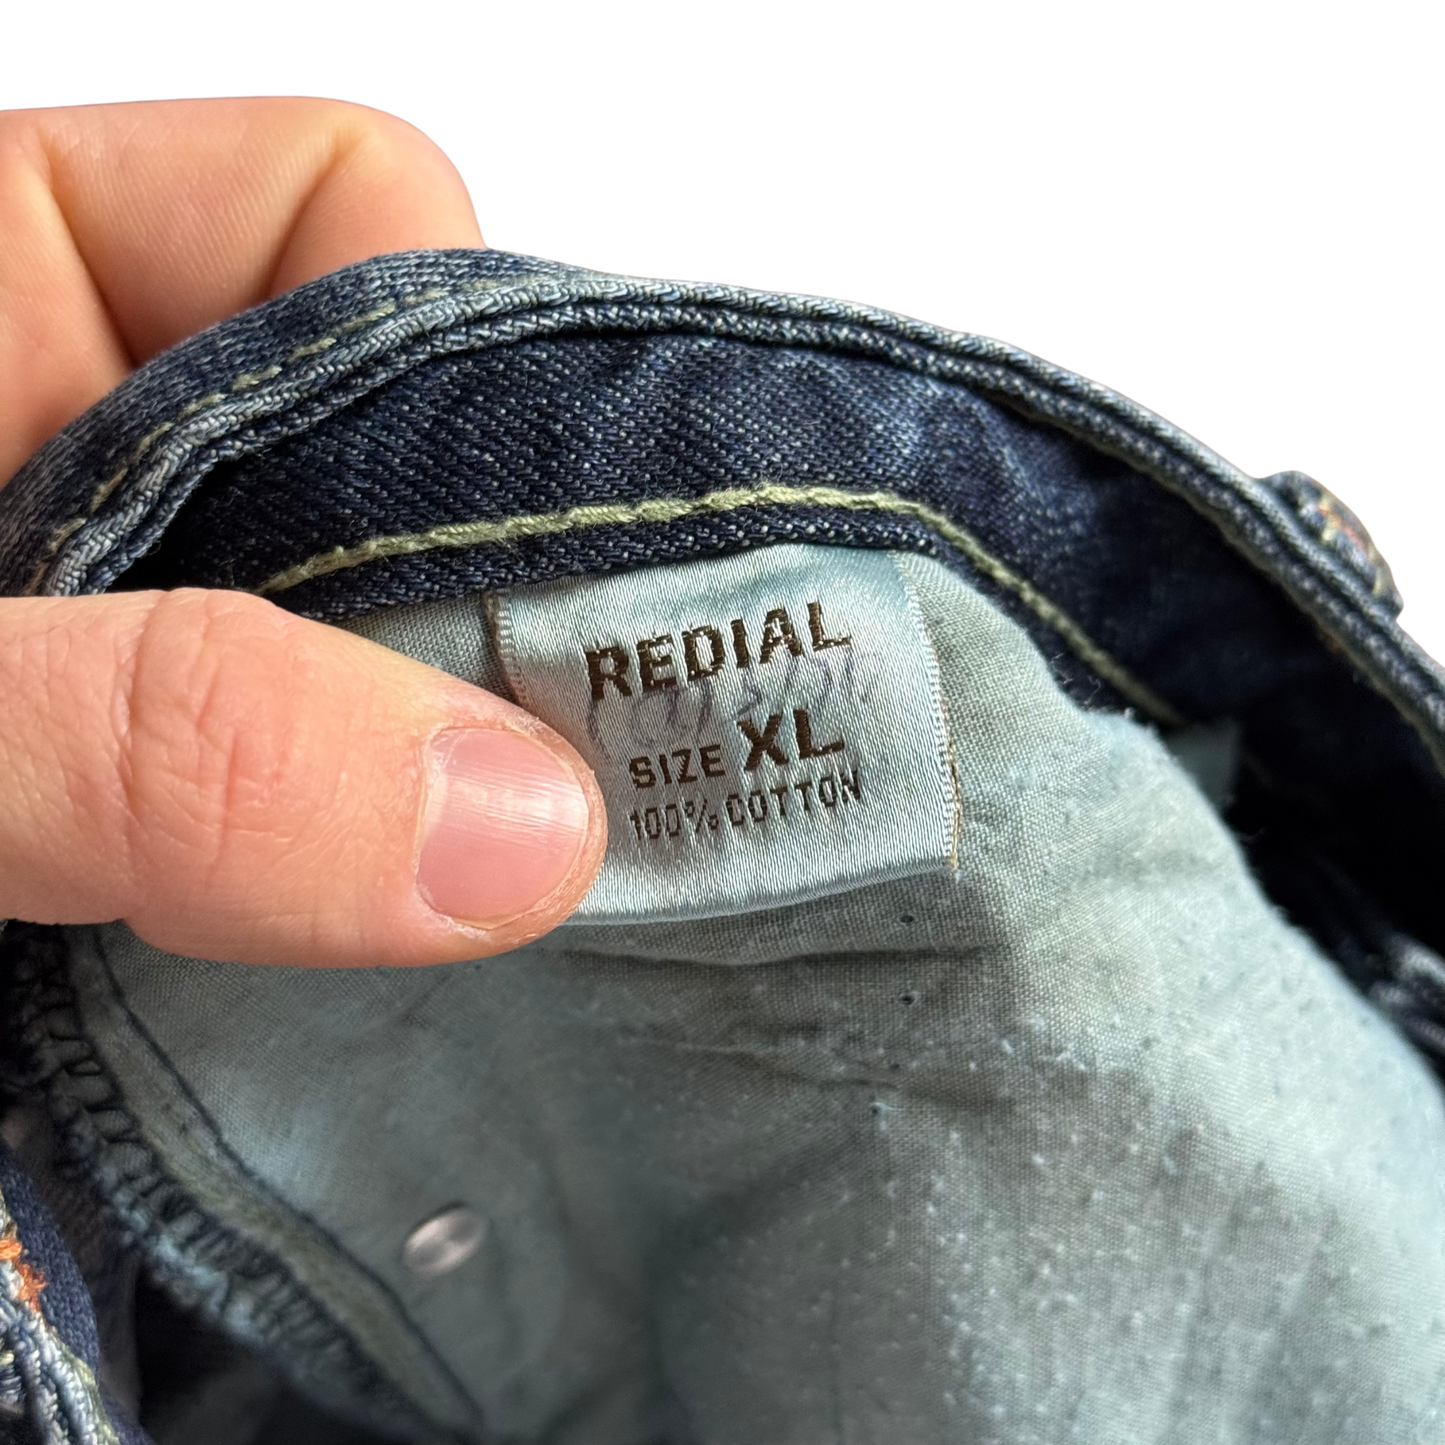 REDIAL
SIZE XL
100% COTTON